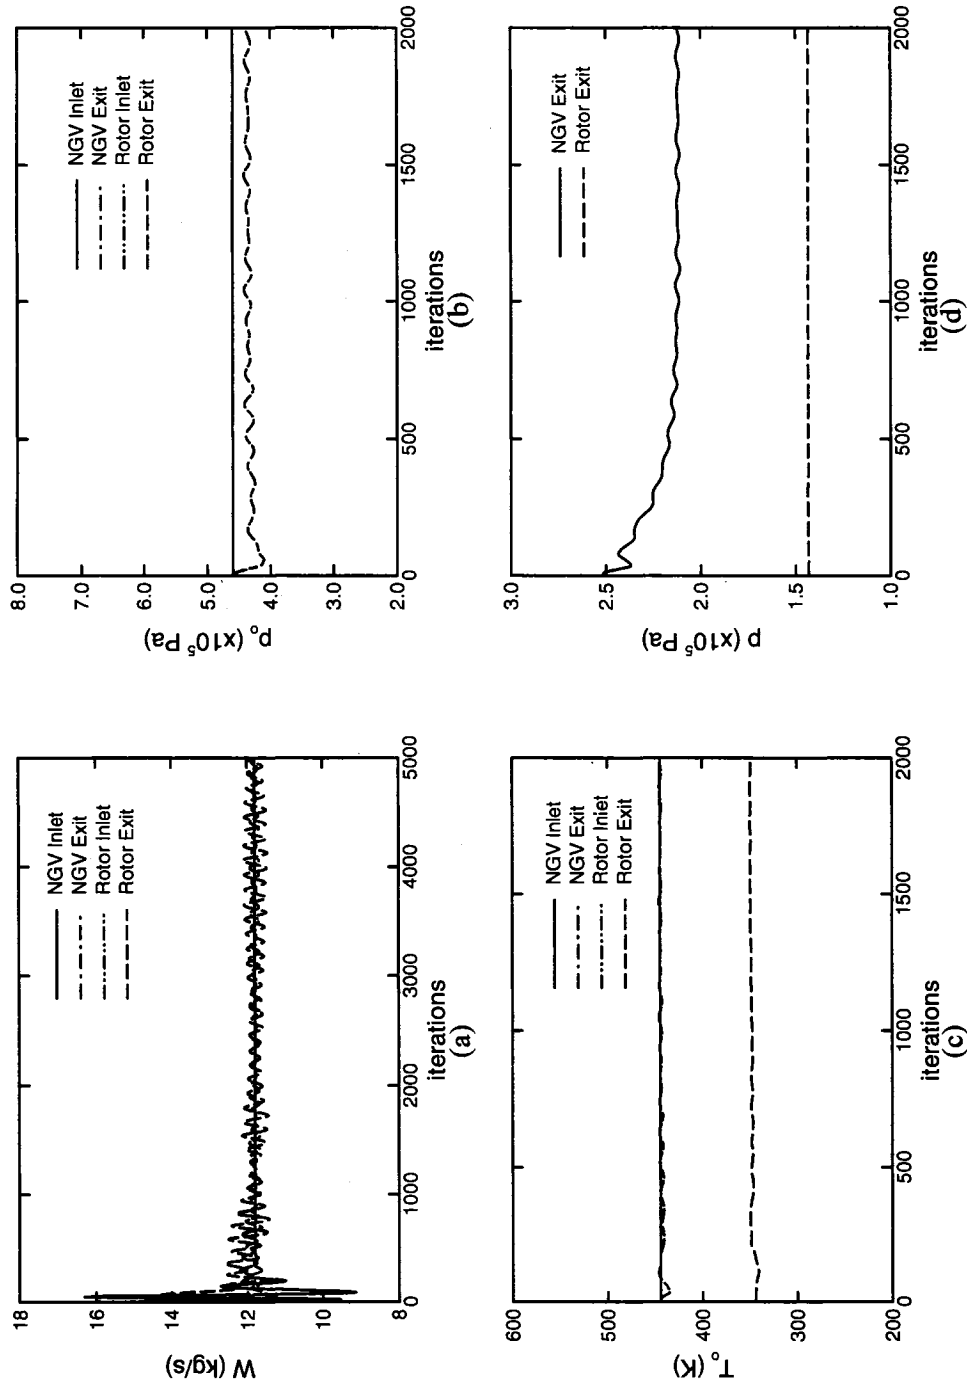 18
16
14
12
10
8
W (kg/s)
NGV Inlet
NGV Exit
Rotor Inlet
Rotor Exit
0
1000
2000
3000
4000
5000
iterations
(a)
8.0
7.0
6.0
5.0
4.0
3.0
2.0
pₒ (x10⁵ Pa)
NGV Inlet
NGV Exit
Rotor Inlet
Rotor Exit
0
500
1000
1500
2000
iterations
(b)
600
500
400
300
200
Tₒ (K)
NGV Inlet
NGV Exit
Rotor Inlet
Rotor Exit
0
500
1000
1500
2000
iterations
(c)
3.0
2.5
2.0
1.5
1.0
p (x10⁵ Pa)
NGV Exit
Rotor Exit
0
500
1000
1500
2000
iterations
(d)